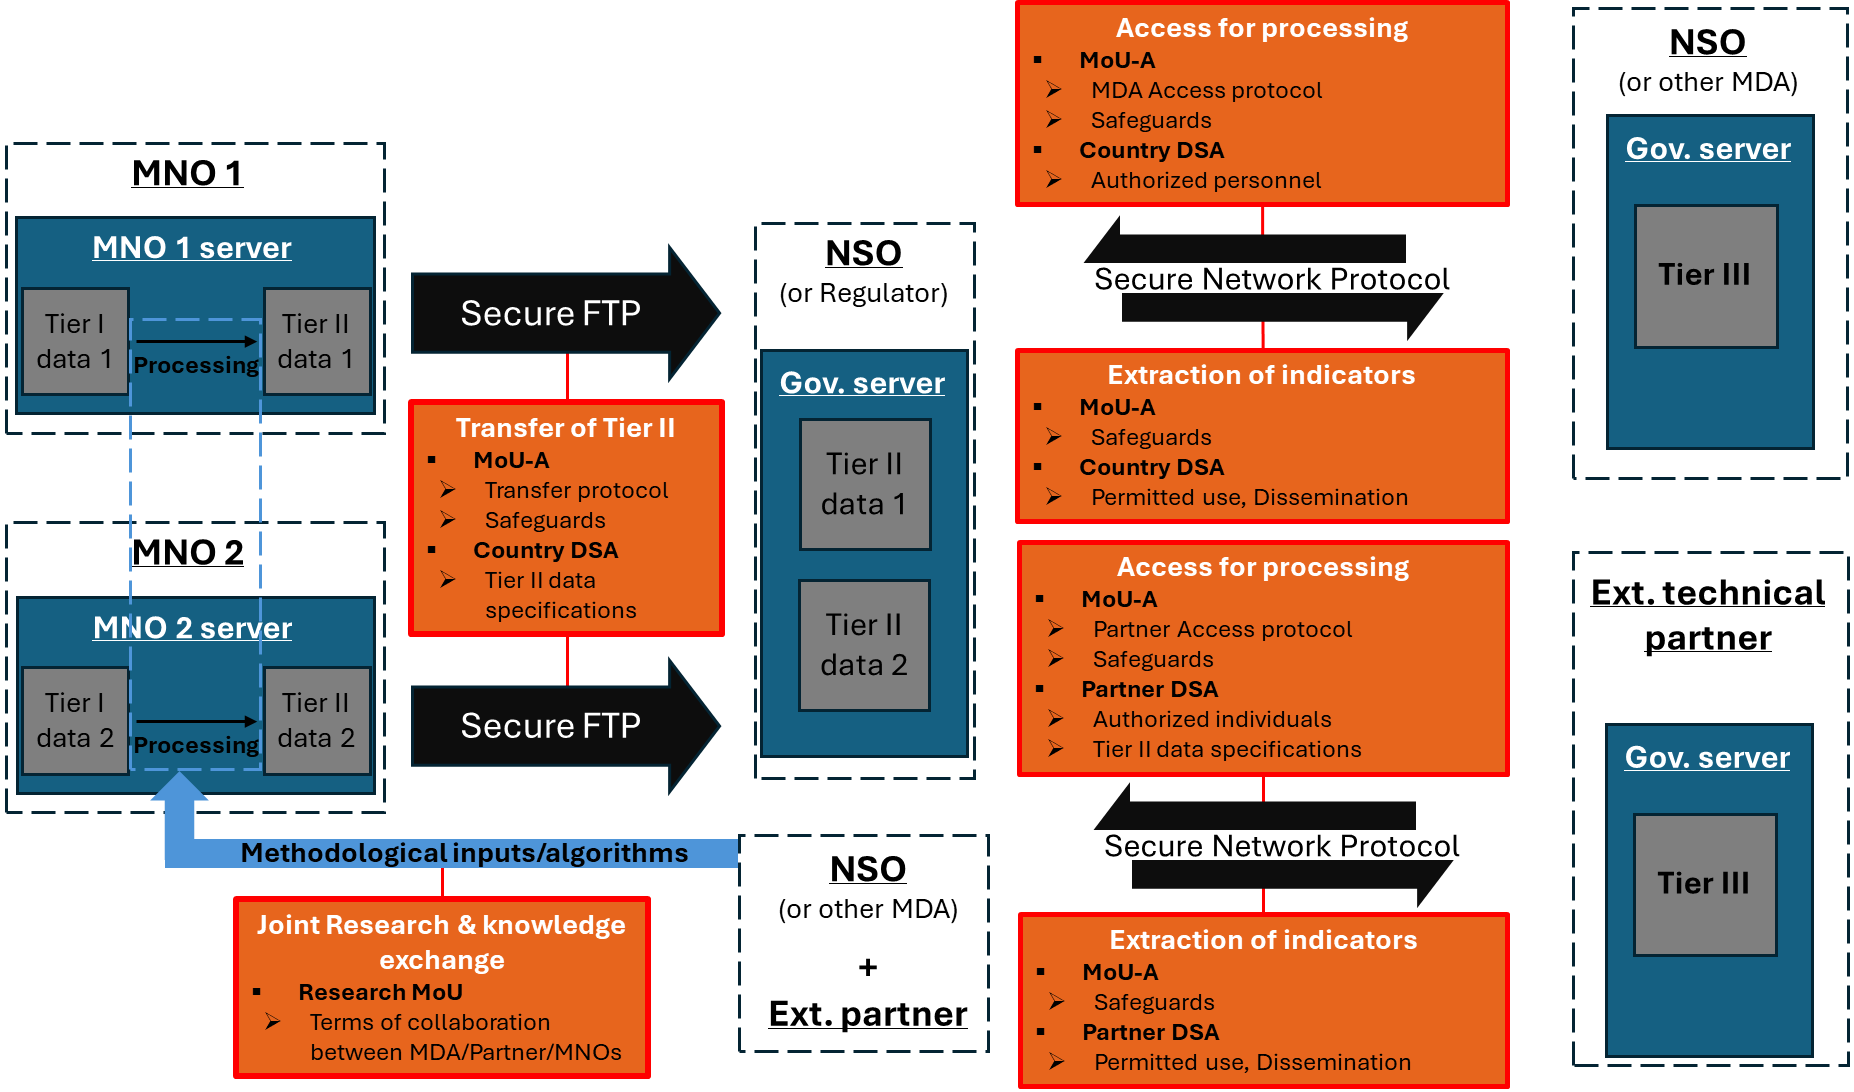 MNO 1
MNO 1 server
Tier I
data 1
Processing
Tier II
data 1
MNO 2
MNO 2 server
Tier I
data 2
Processing
Tier II
data 2
Secure FTP
Transfer of Tier II
▪ MoU-A
➢ Transfer protocol
➢ Safeguards
▪ Country DSA
➢ Tier II data
specifications
Secure FTP
Methodological inputs/algorithms
Joint Research & knowledge
exchange
▪ Research MoU
➢ Terms of collaboration
between MDA/Partner/MNOs
NSO
(or Regulator)
Gov. server
Tier II
data 1
Tier II
data 2
NSO
(or other MDA)
+
Ext. partner
Access for processing
▪ MoU-A
➢ MDA Access protocol
➢ Safeguards
▪ Country DSA
➢ Authorized personnel
Secure Network Protocol
Extraction of indicators
▪ MoU-A
➢ Safeguards
▪ Country DSA
➢ Permitted use, Dissemination
Access for processing
▪ MoU-A
➢ Partner Access protocol
➢ Safeguards
▪ Partner DSA
➢ Authorized individuals
➢ Tier II data specifications
Secure Network Protocol
Extraction of indicators
▪ MoU-A
➢ Safeguards
▪ Partner DSA
➢ Permitted use, Dissemination
NSO
(or other MDA)
Gov. server
Tier III
Ext. technical
partner
Gov. server
Tier III